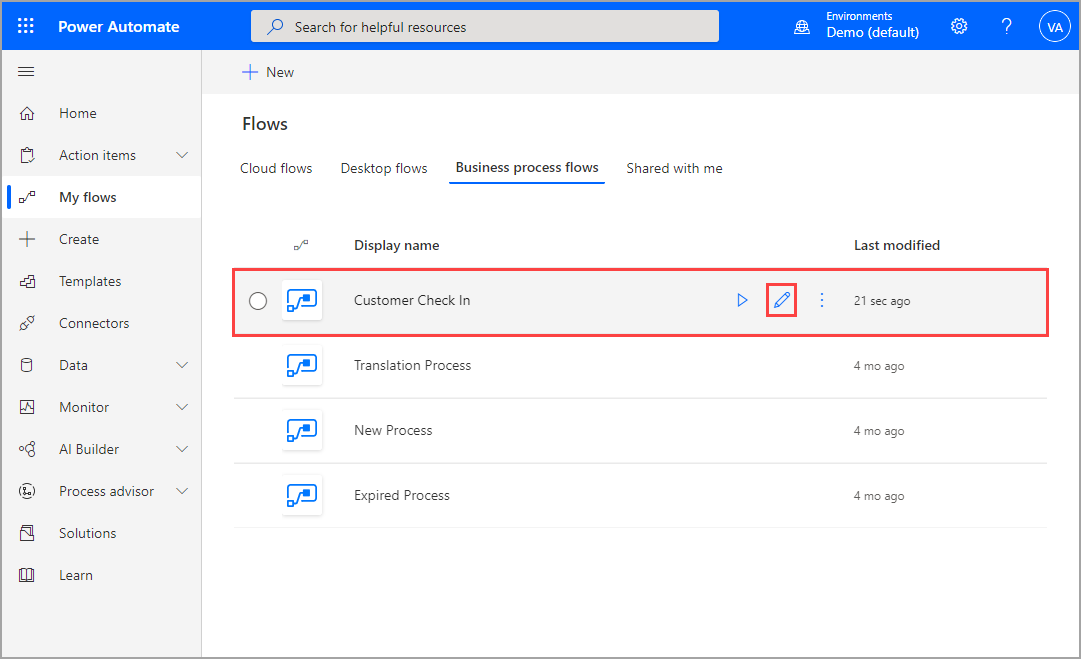 Power Automate
Search for helpful resources
Environments
Demo (default)
?
VA
New
Home
Action items
My flows
Create
Templates
Connectors
Data
Monitor
AI Builder
Process advisor
Solutions
Learn
Flows
Cloud flows Desktop flows Business process flows Shared with me
Display name Last modified
Customer Check In 21 sec ago
Translation Process 4 mo ago
New Process 4 mo ago
Expired Process 4 mo ago